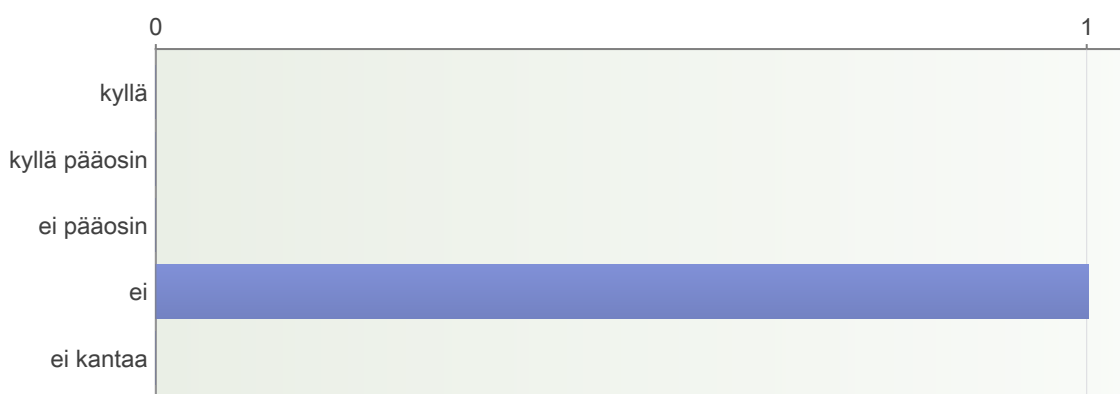 0 1
kyllä
kyllä pääosin
ei pääosin
ei
ei kantaa